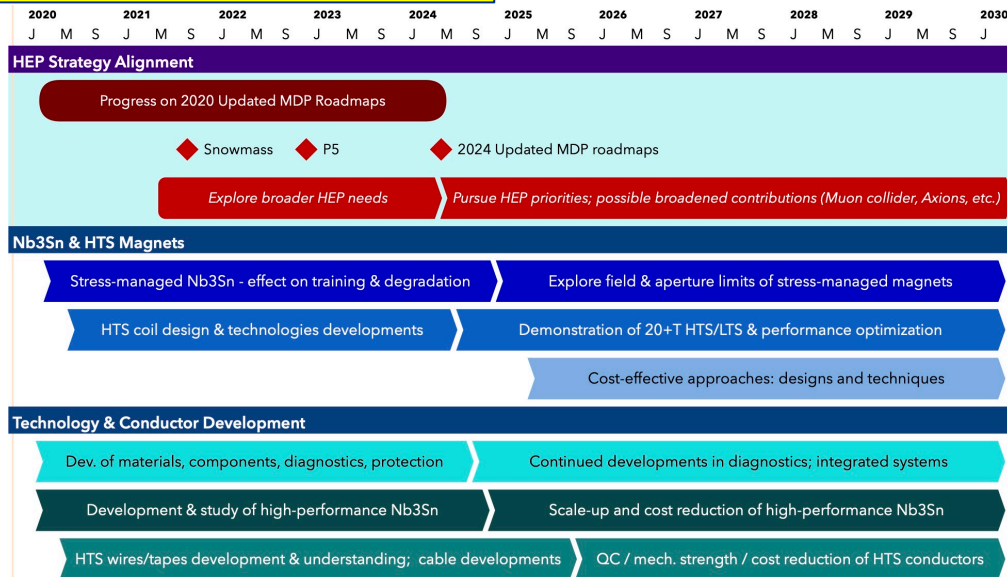 2020 2021 2022 2023 2024 2025 2026 2027 2028 2029 2030
J M S J M S J M S J M S J M S J M S J M S J M S J M S J M S J
HEP Strategy Alignment
Progress on 2020 Updated MDP Roadmaps
Snowmass P5 2024 Updated MDP roadmaps
Explore broader HEP needs Pursue HEP priorities; possible broadened contributions (Muon collider, Axions, etc.)
Nb3Sn & HTS Magnets
Stress-managed Nb3Sn - effect on training & degradation Explore field & aperture limits of stress-managed magnets
HTS coil design & technologies developments Demonstration of 20+T HTS/LTS & performance optimization
Cost-effective approaches: designs and techniques
Technology & Conductor Development
Dev. of materials, components, diagnostics, protection Continued developments in diagnostics; integrated systems
Development & study of high-performance Nb3Sn Scale-up and cost reduction of high-performance Nb3Sn
HTS wires/tapes development & understanding; cable developments QC / mech. strength / cost reduction of HTS conductors